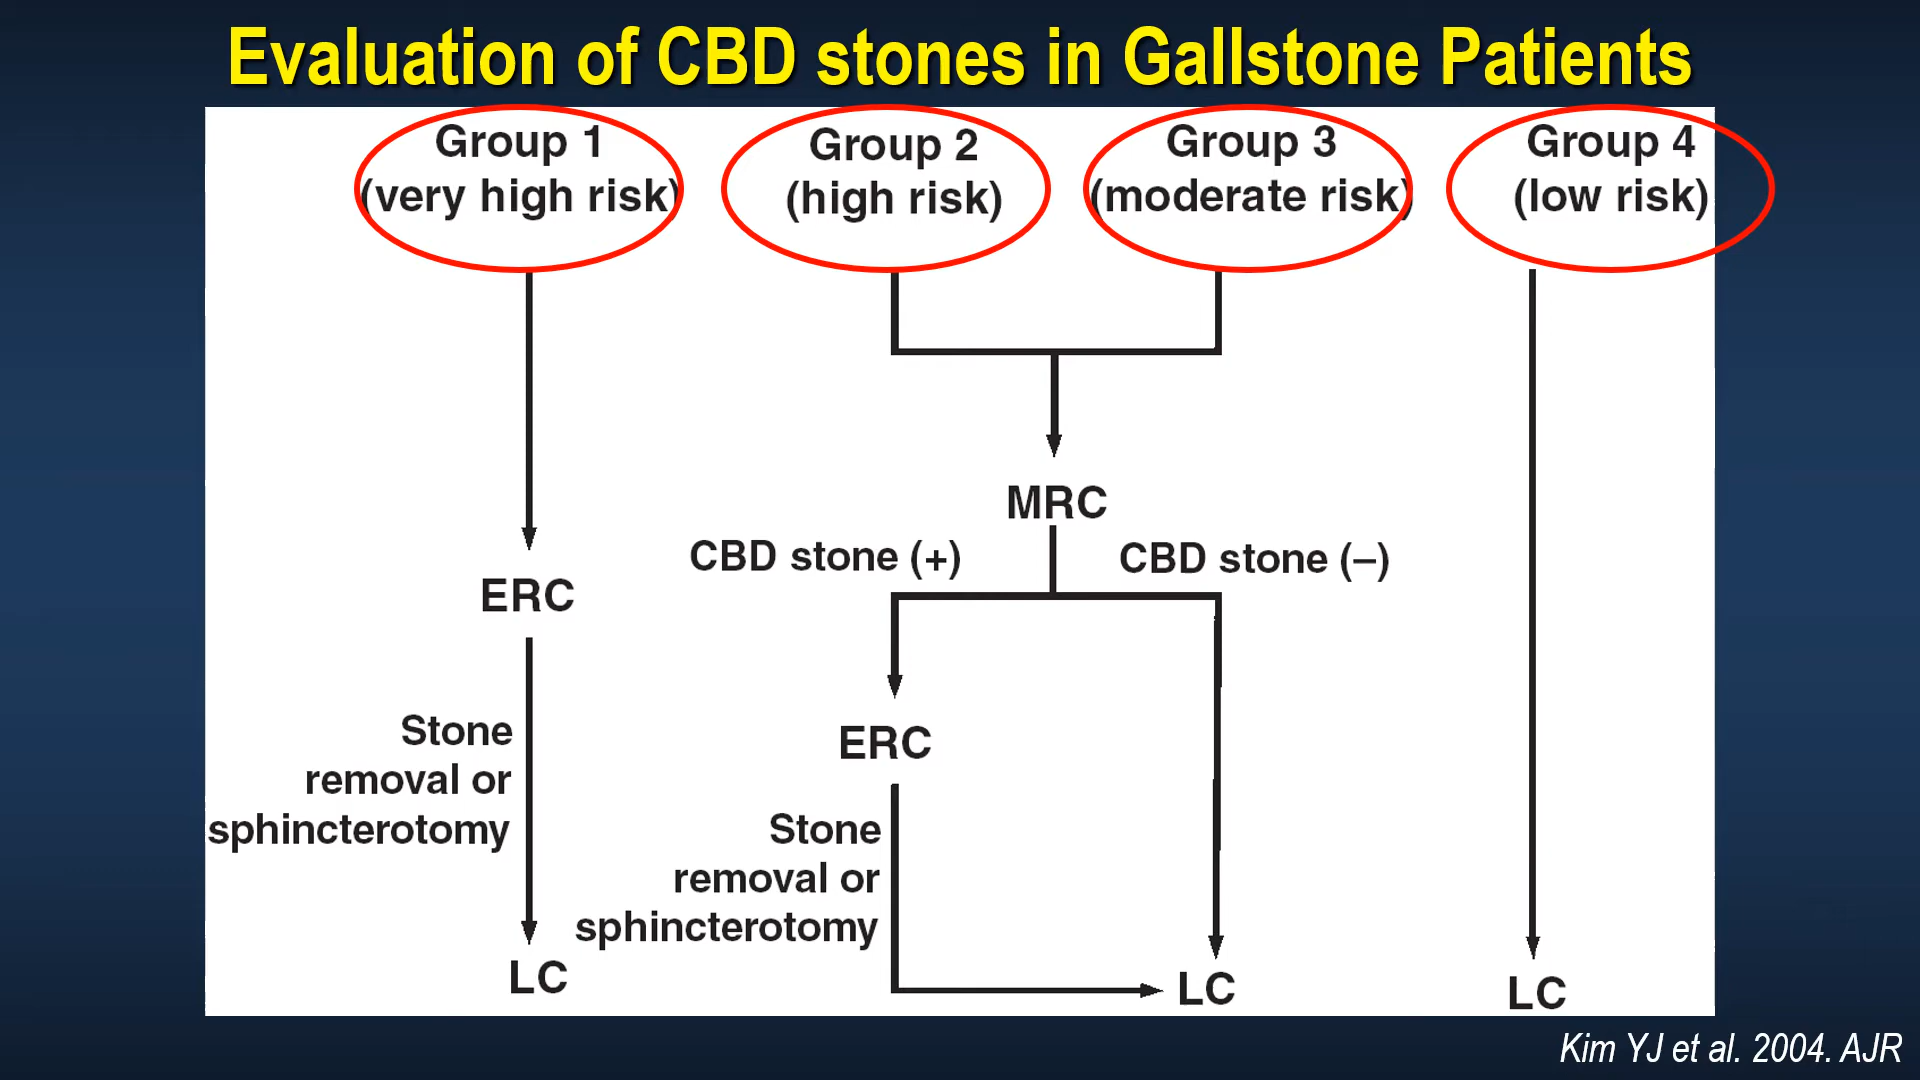 Evaluation of CBD stones in Gallstone Patients
Group 1
(very high risk)
Group 2
(high risk)
Group 3
(moderate risk)
Group 4
(low risk)
MRC
CBD stone (+)
CBD stone (–)
ERC
Stone
removal or
sphincterotomy
LC
ERC
Stone
removal or
sphincterotomy
LC
LC
Kim YJ et al. 2004. AJR